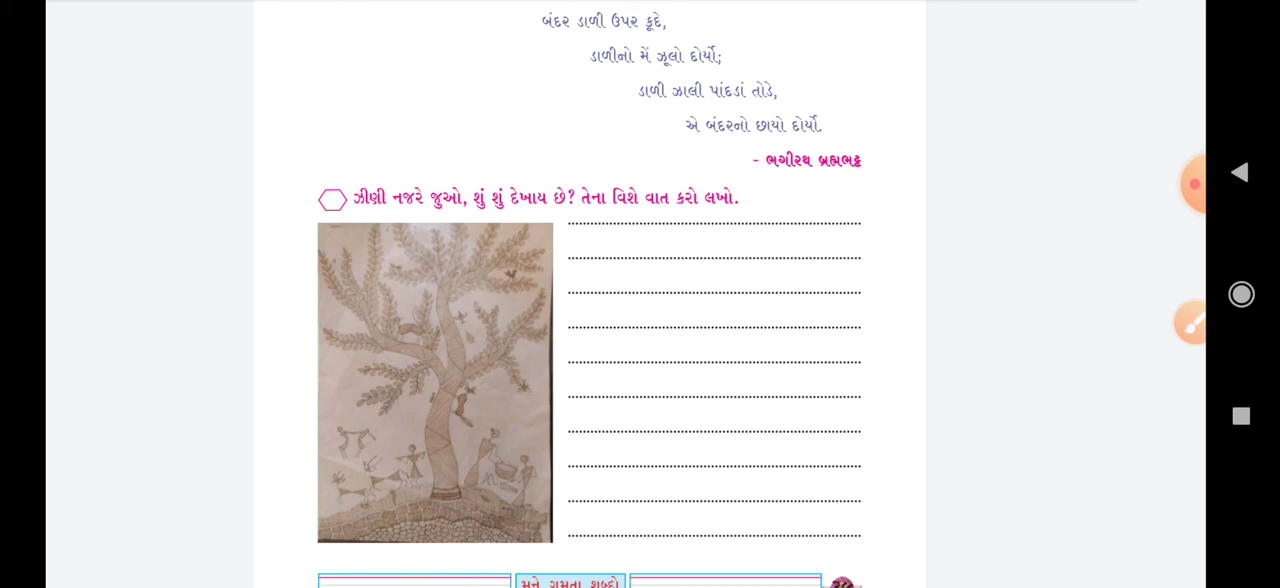 બંદર ડાળી ઉપર કૂદે,
ડાળીનો મેં ઝૂલો દોર્યો;
ડાળી ઝાલી પાંદડાં તોડે,
એ બંદરનો છાયો દોર્યો.
- ભગીરથ બ્રહ્મભટ્ટ
ઝીણી નજરે જુઓ, શું શું દેખાય છે? તેના વિશે વાત કરો લખો.
મને ગમતા શબ્દો